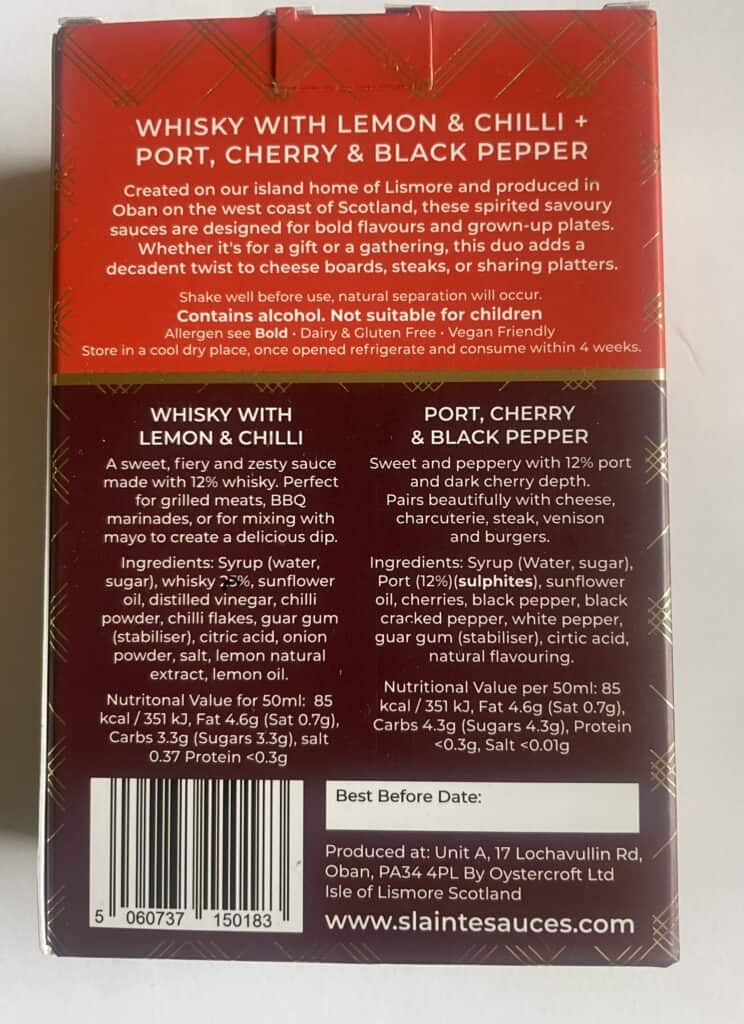 WHISKY WITH LEMON & CHILLI +
PORT, CHERRY & BLACK PEPPER
Created on our island home of Lismore and produced in
Oban on the west coast of Scotland, these spirited savoury
sauces are designed for bold flavours and grown-up plates.
Whether it's for a gift or a gathering, this duo adds a
decadent twist to cheese boards, steaks, or sharing platters.
Shake well before use, natural separation will occur.
Contains alcohol. Not suitable for children
Allergen see Bold · Dairy & Gluten Free · Vegan Friendly
Store in a cool dry place, once opened refrigerate and consume within 4 weeks.
WHISKY WITH
LEMON & CHILLI
A sweet, fiery and zesty sauce
made with 12% whisky. Perfect
for grilled meats, BBQ
marinades, or for mixing with
mayo to create a delicious dip.
Ingredients: Syrup (water,
sugar), whisky %, sunflower
oil, distilled vinegar, chilli
powder, chilli flakes, guar gum
(stabiliser), citric acid, onion
powder, salt, lemon natural
extract, lemon oil.
Nutritonal Value for 50ml: 85
kcal / 351 kJ, Fat 4.6g (Sat 0.7g),
Carbs 3.3g (Sugars 3.3g), salt
0.37 Protein <0.3g
PORT, CHERRY
& BLACK PEPPER
Sweet and peppery with 12% port
and dark cherry depth.
Pairs beautifully with cheese,
charcuterie, steak, venison
and burgers.
Ingredients: Syrup (Water, sugar),
Port (12%)(sulphites), sunflower
oil, cherries, black pepper, black
cracked pepper, white pepper,
guar gum (stabiliser), cirtic acid,
natural flavouring.
Nutritional Value per 50ml: 85
kcal / 351 kJ, Fat 4.6g (Sat 0.7g),
Carbs 4.3g (Sugars 4.3g), Protein
<0.3g, Salt <0.01g
5 060737 150183
Best Before Date:
Produced at: Unit A, 17 Lochavullin Rd,
Oban, PA34 4PL By Oystercroft Ltd
Isle of Lismore Scotland
www.slaintesauces.com